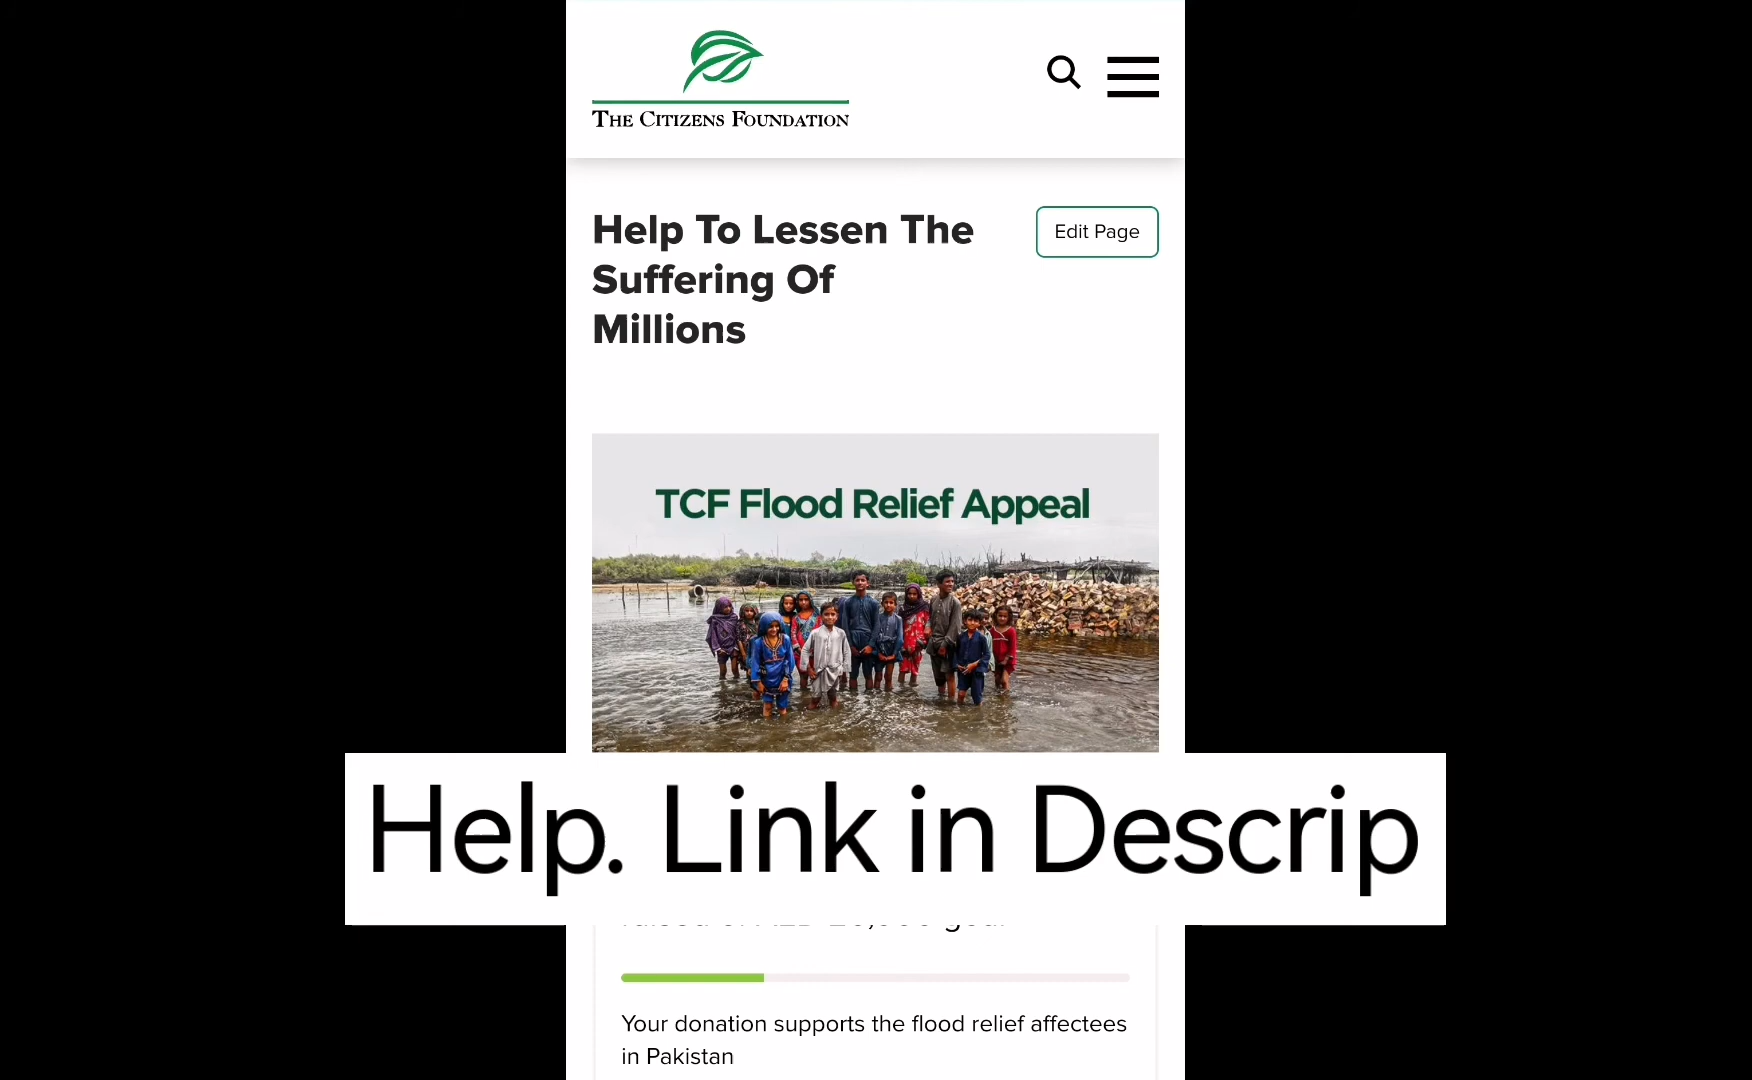 THE CITIZENS FOUNDATION
Help To Lessen The
Suffering Of
Millions
Edit Page
TCF Flood Relief Appeal
Help. Link in Descrip
Your donation supports the flood relief affectees
in Pakistan